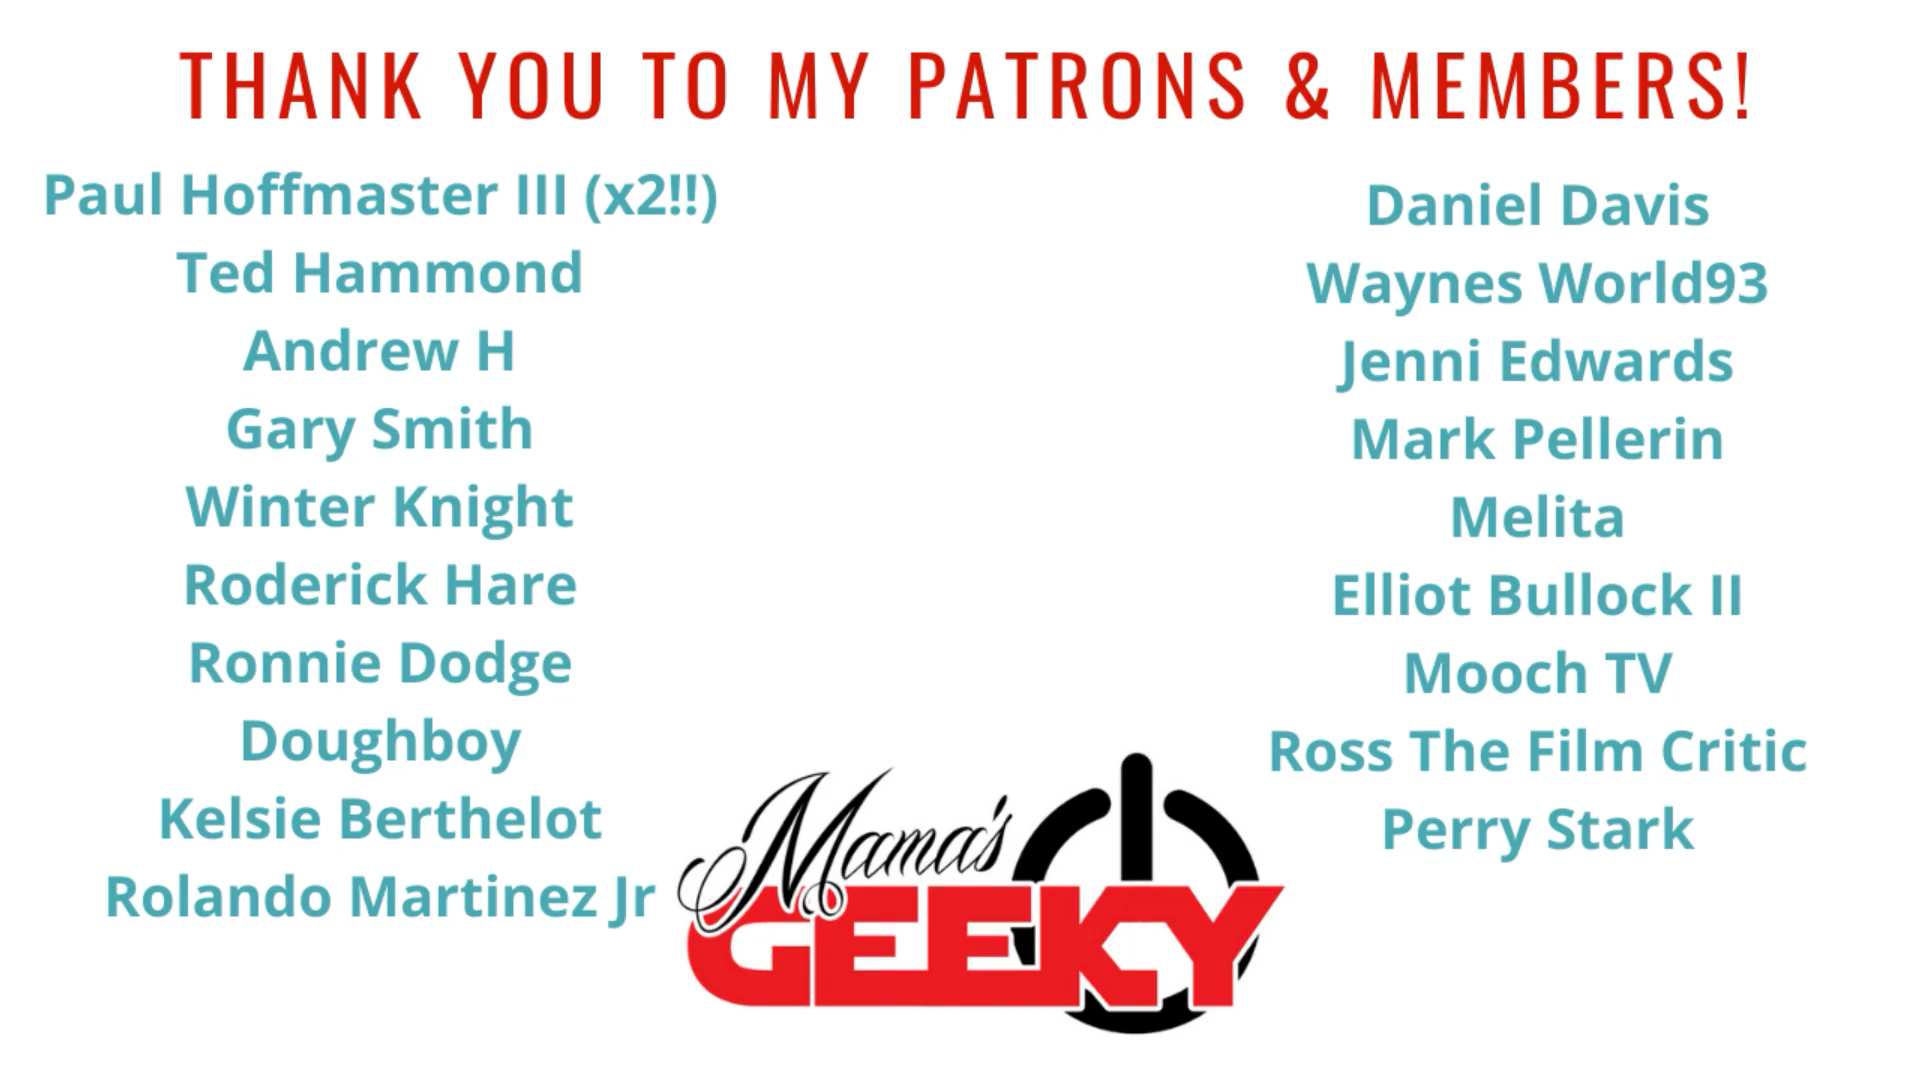 THANK YOU TO MY PATRONS & MEMBERS!
Paul Hoffmaster III (x2!!)
Ted Hammond
Andrew H
Gary Smith
Winter Knight
Roderick Hare
Ronnie Dodge
Doughboy
Kelsie Berthelot
Rolando Martinez Jr
Daniel Davis
Waynes World93
Jenni Edwards
Mark Pellerin
Melita
Elliot Bullock II
Mooch TV
Ross The Film Critic
Perry Stark
Mama's
GEEKY